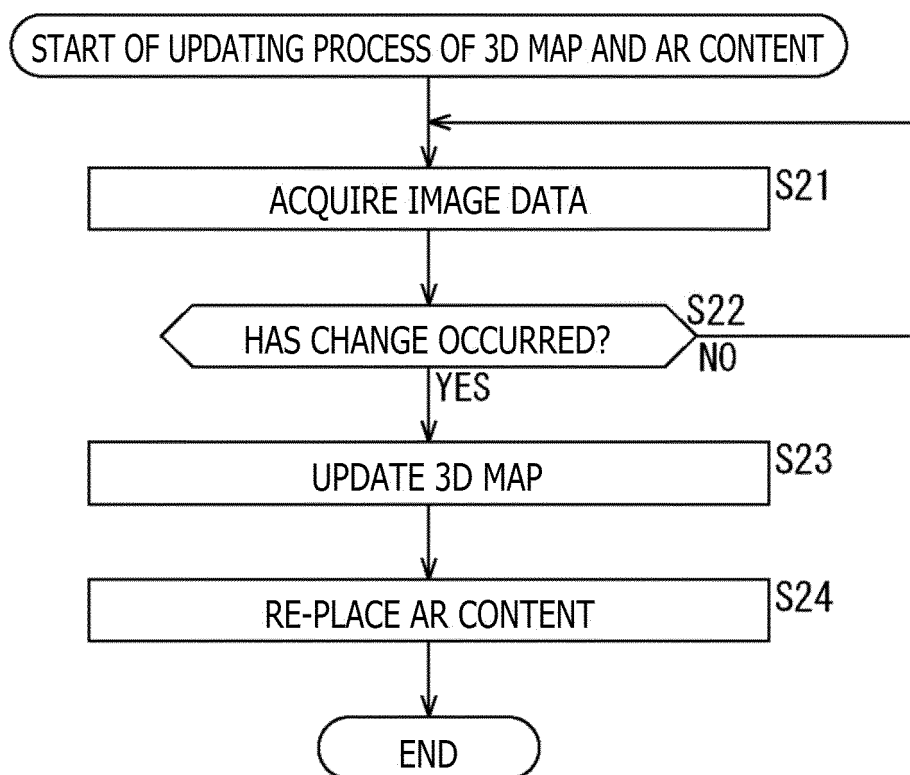 START OF UPDATING PROCESS OF 3D MAP AND AR CONTENT
ACQUIRE IMAGE DATA
S21
HAS CHANGE OCCURRED?
S22
NO
YES
UPDATE 3D MAP
S23
RE-PLACE AR CONTENT
S24
END